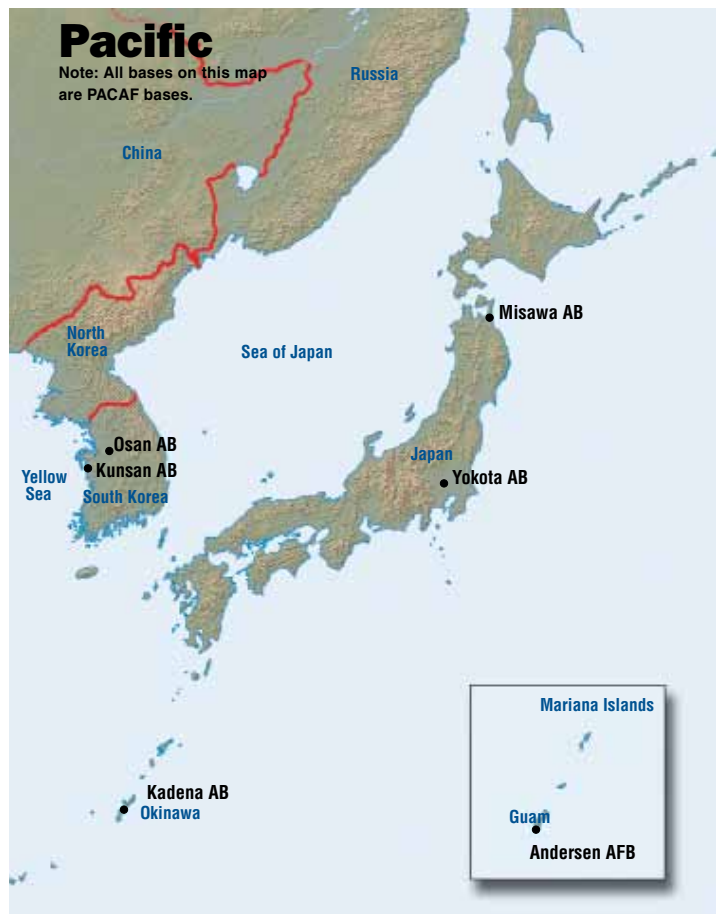 Pacific
Note: All bases on this map
are PACAF bases.
Russia
China
Misawa AB
North
Korea
Sea of Japan
Osan AB
Japan
Kunsan AB
Yellow
Sea
Yokota AB
South Korea
Mariana Islands
Kadena AB
Okinawa
Guam
Andersen AFB